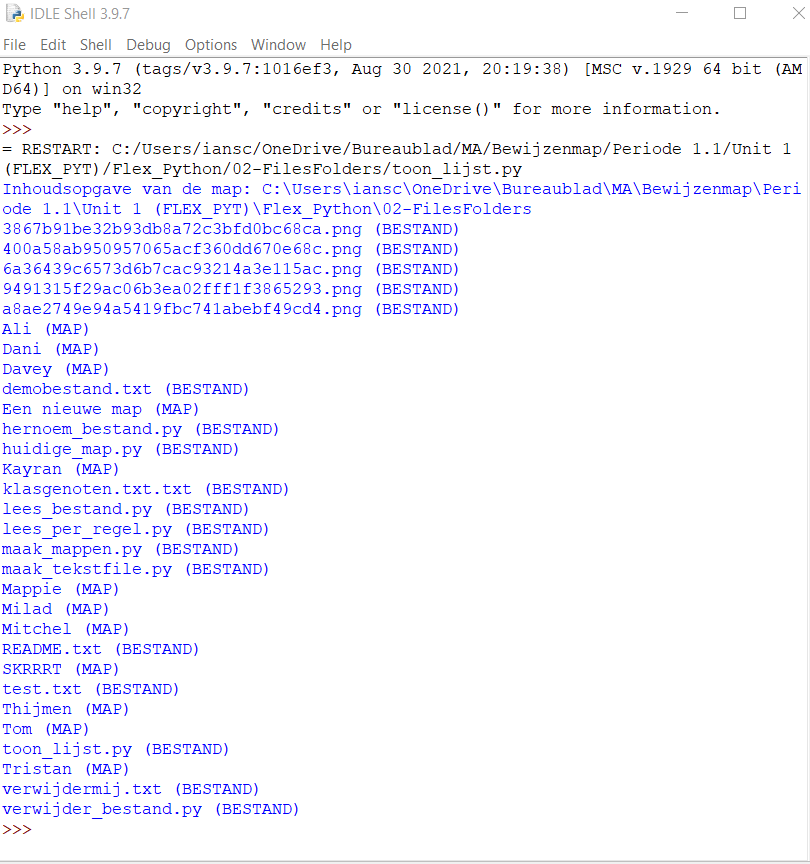 IDLE Shell 3.9.7
File Edit Shell Debug Options Window Help
Python 3.9.7 (tags/v3.9.7:1016ef3, Aug 30 2021, 20:19:38) [MSC v.1929 64 bit (AM
D64)] on win32
Type "help", "copyright", "credits" or "license()" for more information.
>>>
= RESTART: C:/Users/iansc/OneDrive/Bureaublad/MA/Bewijzenmap/Periode 1.1/Unit 1
(FLEX_PYT)/Flex_Python/02-FilesFolders/toon_lijst.py
Inhoudsopgave van de map: C:\Users\iansc\OneDrive\Bureaublad\MA\Bewijzenmap\Peri
ode 1.1\Unit 1 (FLEX_PYT)\Flex_Python\02-FilesFolders
3867b91be32b93db8a72c3bfd0bc68ca.png (BESTAND)
400a58ab950957065acf360dd670e68c.png (BESTAND)
6a36439c6573d6b7cac93214a3e115ac.png (BESTAND)
9491315f29ac06b3ea02fff1f3865293.png (BESTAND)
a8ae2749e94a5419fbc741abebf49cd4.png (BESTAND)
Ali (MAP)
Dani (MAP)
Davey (MAP)
demobestand.txt (BESTAND)
Een nieuwe map (MAP)
hernoem_bestand.py (BESTAND)
huidige_map.py (BESTAND)
Kayran (MAP)
klasgenoten.txt.txt (BESTAND)
lees_bestand.py (BESTAND)
lees_per_regel.py (BESTAND)
maak_mappen.py (BESTAND)
maak_tekstfile.py (BESTAND)
Mappie (MAP)
Milad (MAP)
Mitchel (MAP)
README.txt (BESTAND)
SKRRRT (MAP)
test.txt (BESTAND)
Thijmen (MAP)
Tom (MAP)
toon_lijst.py (BESTAND)
Tristan (MAP)
verwijdermij.txt (BESTAND)
verwijder_bestand.py (BESTAND)
>>>